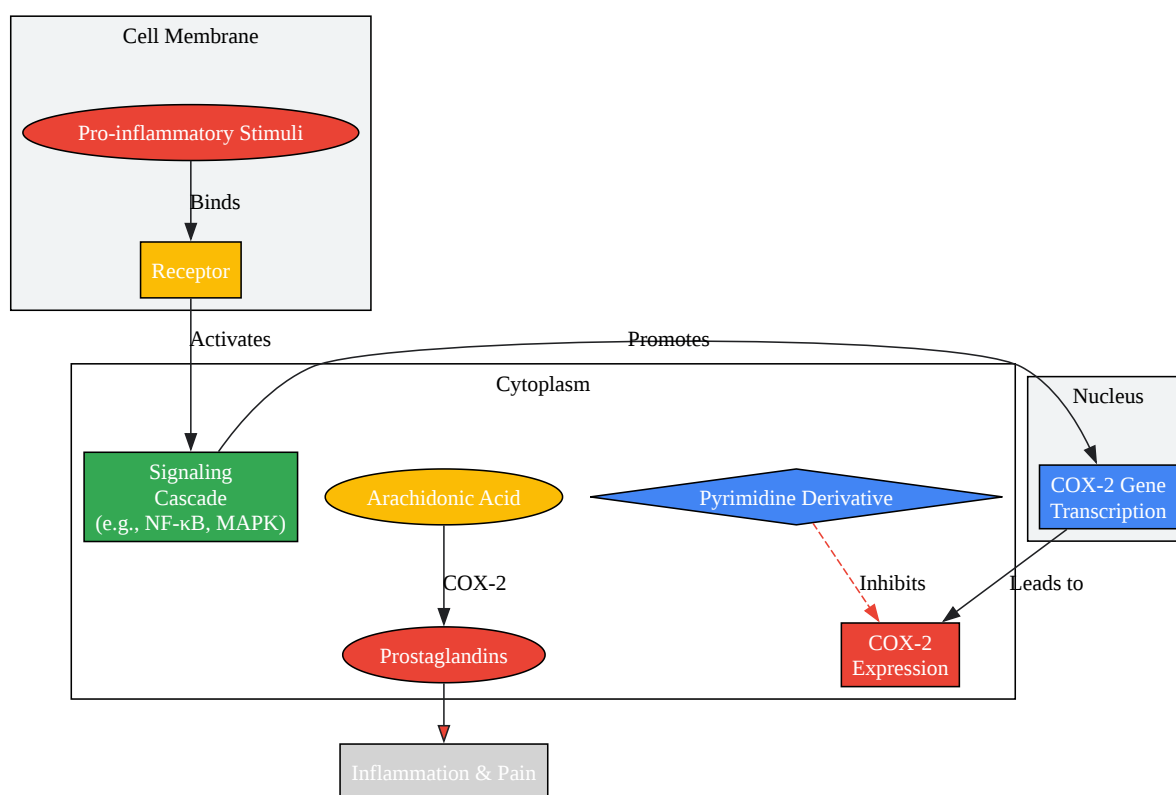 Cell Membrane
Pro-inflammatory Stimuli
Binds
Receptor
Activates
Promotes
Cytoplasm
Nucleus
Signaling
Cascade
(e.g., NF-κB, MAPK)
Arachidonic Acid
Pyrimidine Derivative
COX-2 Gene
Transcription
COX-2
Inhibits
Leads to
Prostaglandins
COX-2
Expression
Inflammation & Pain